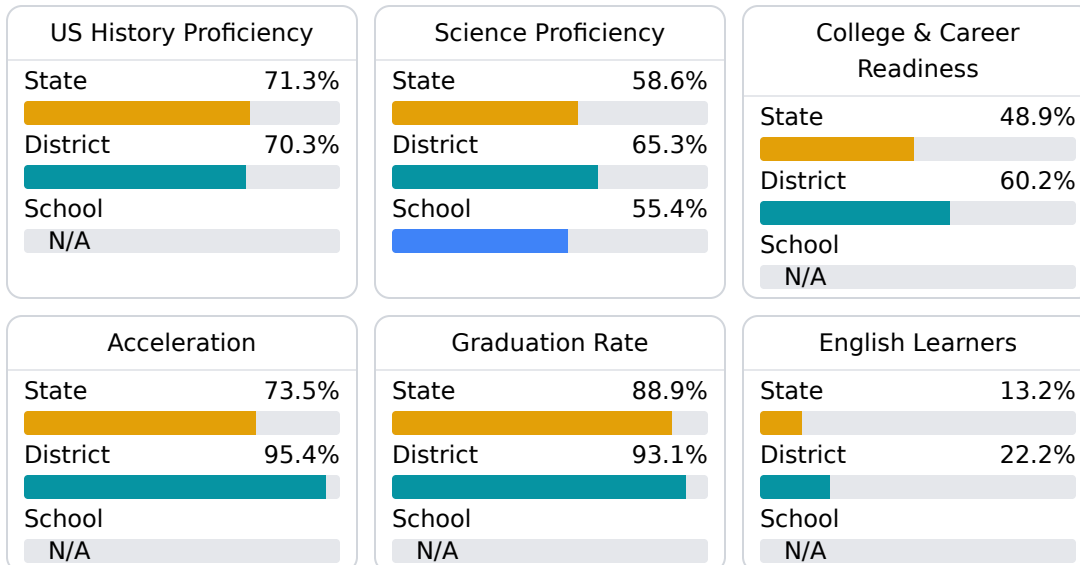 US History Proficiency
State 71.3%
District 70.3%
School
N/A
Science Proficiency
State 58.6%
District 65.3%
School 55.4%
College & Career
Readiness
State 48.9%
District 60.2%
School
N/A
Acceleration
State 73.5%
District 95.4%
School
N/A
Graduation Rate
State 88.9%
District 93.1%
School
N/A
English Learners
State 13.2%
District 22.2%
School
N/A